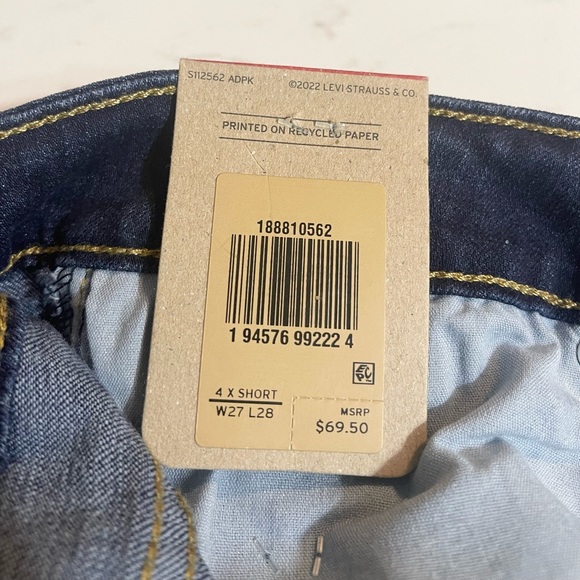 S112562 ADPK ©2022 LEVI STRAUSS & CO.
PRINTED ON RECYCLED PAPER
188810562
1 94576 99222 4
4 X SHORT
W27 L28
MSRP
$69.50